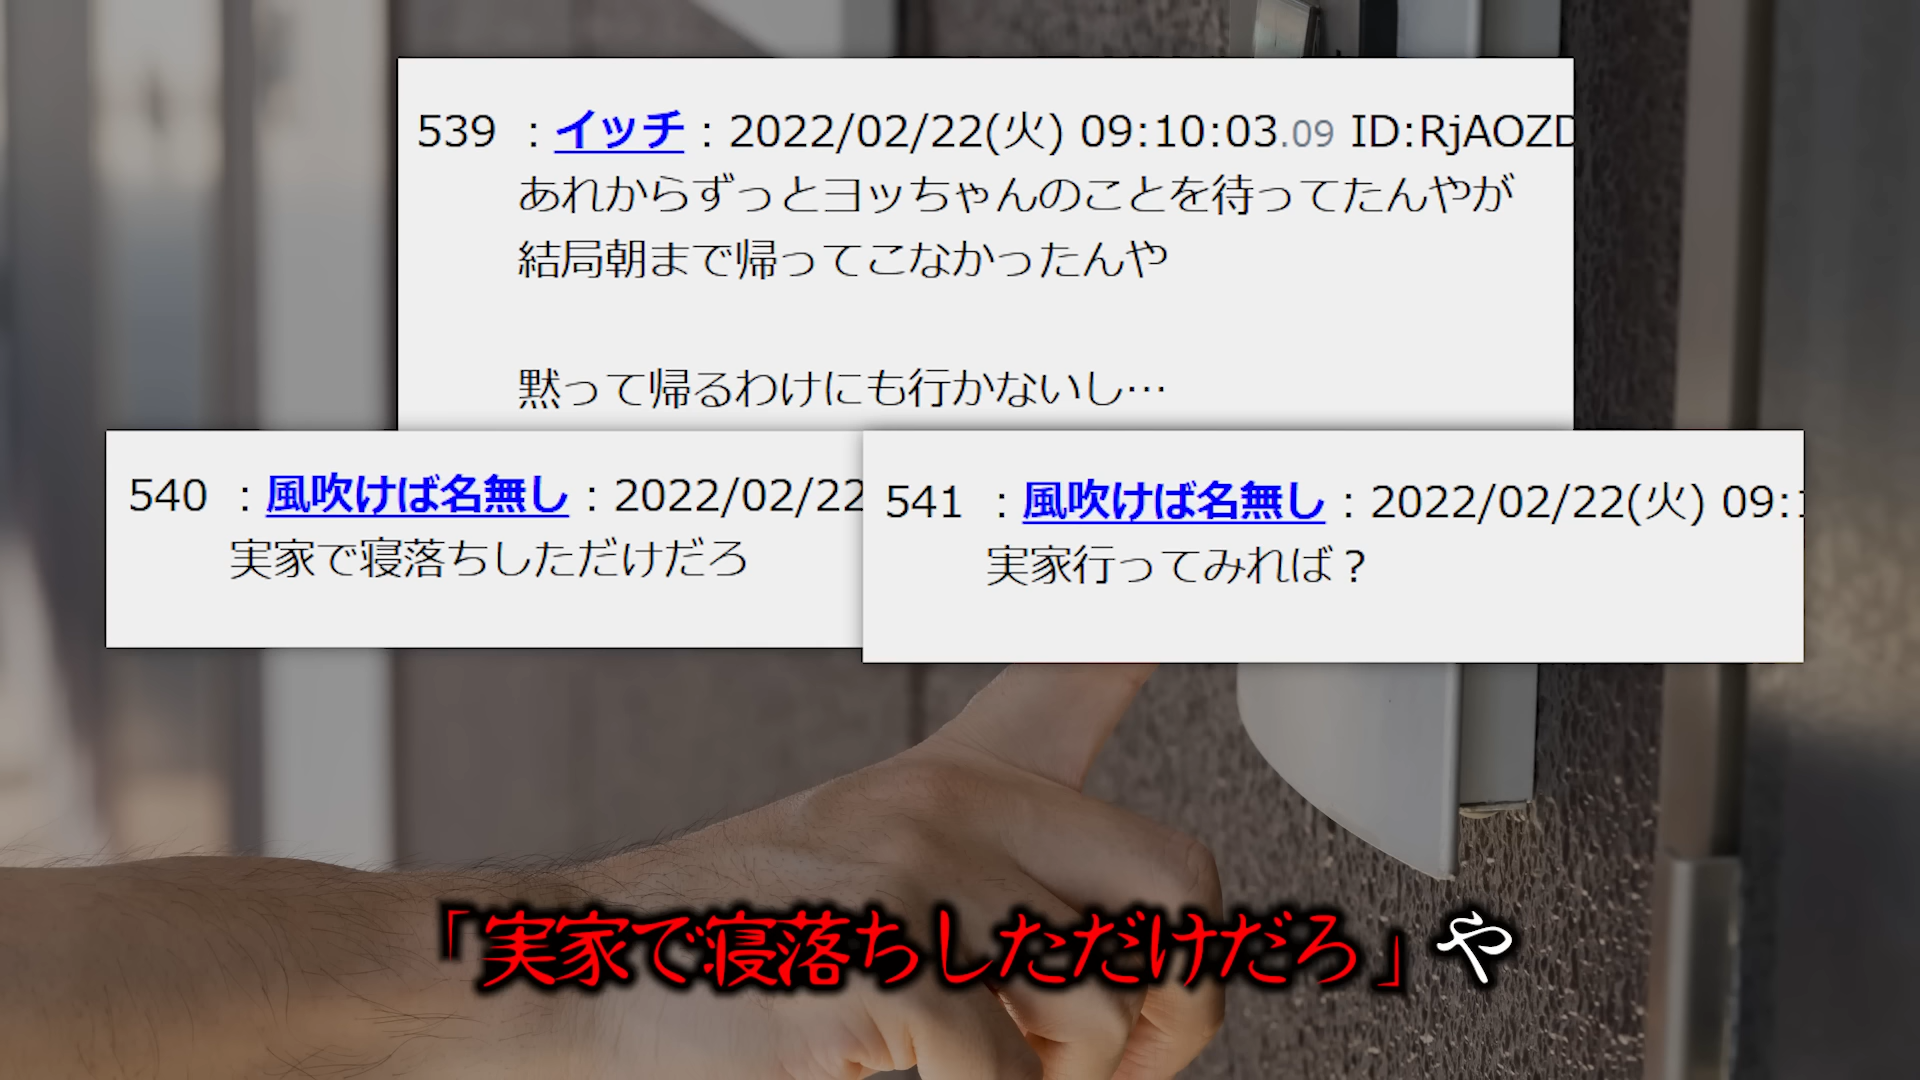 539 ：イッチ：2022/02/22(火) 09:10:03.09 ID:RjAOZD
あれからずっとヨッちゃんのことを待ってたんやが
結局朝まで帰ってこなかったんや
黙って帰るわけにも行かないし…
540 ：風吹けば名無し：2022/02/22
実家で寝落ちしただけだろ
541 ：風吹けば名無し：2022/02/22(火) 09:1
実家行ってみれば？
「実家で寝落ちしただけだろ」や